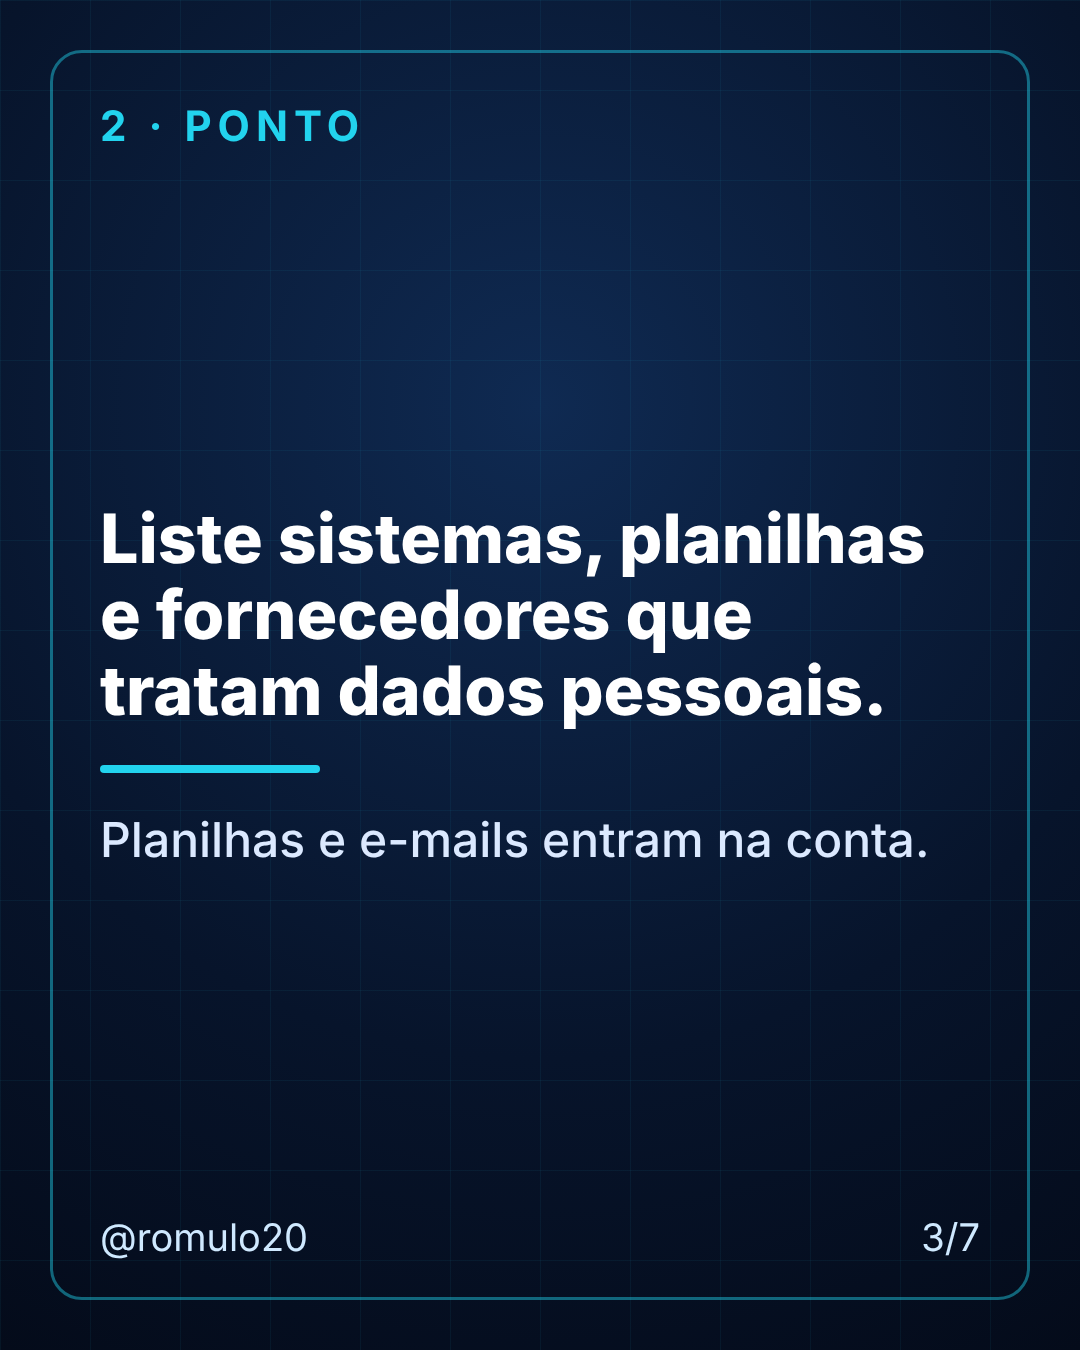 2 · PONTO
Liste sistemas, planilhas
e fornecedores que
tratam dados pessoais.
Planilhas e e-mails entram na conta.
@romulo20
3/7